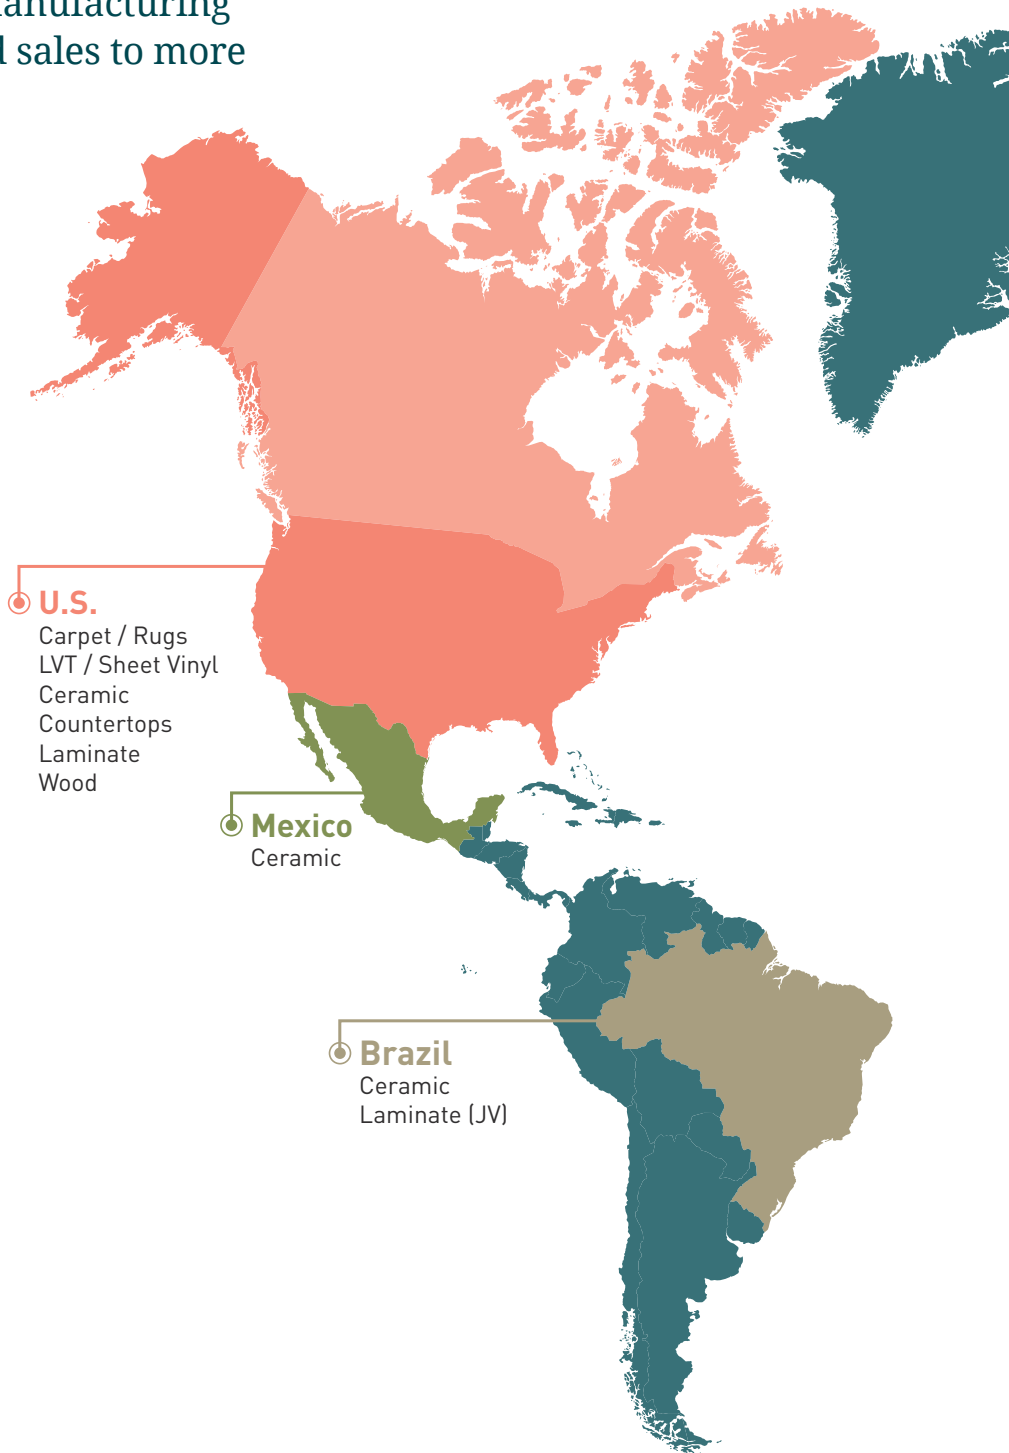 sales to more
U.S.
Carpet / Rugs
LVT / Sheet Vinyl
Ceramic
Countertops
Laminate
Wood
Mexico
Ceramic
Brazil
Ceramic
Laminate (JV)